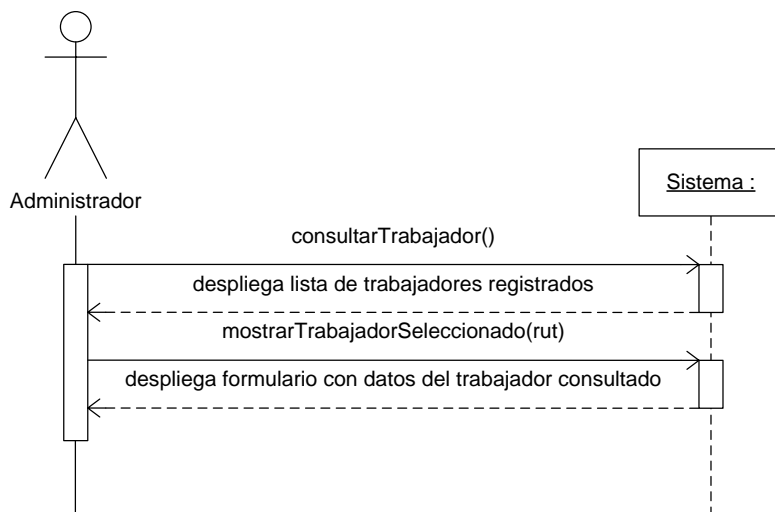 Administrador
Sistema :
consultarTrabajador()
despliega lista de trabajadores registrados
mostrarTrabajadorSeleccionado(rut)
despliega formulario con datos del trabajador consultado